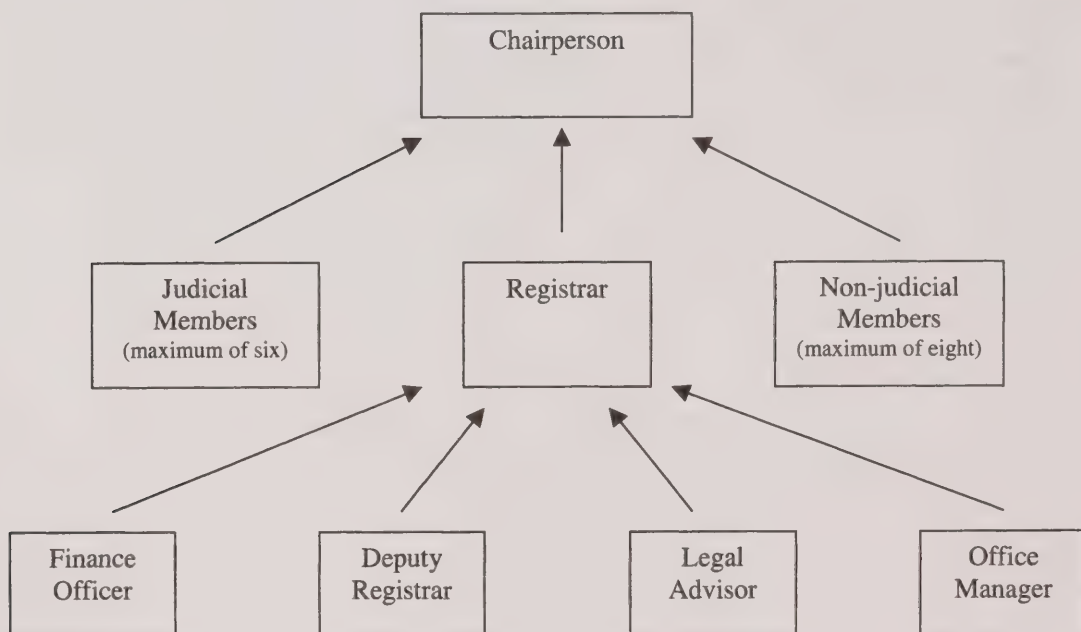 Chairperson
Judicial
Members
(maximum of six)
Registrar
Non-judicial
Members
(maximum of eight)
Finance
Officer
Deputy
Registrar
Legal
Advisor
Office
Manager